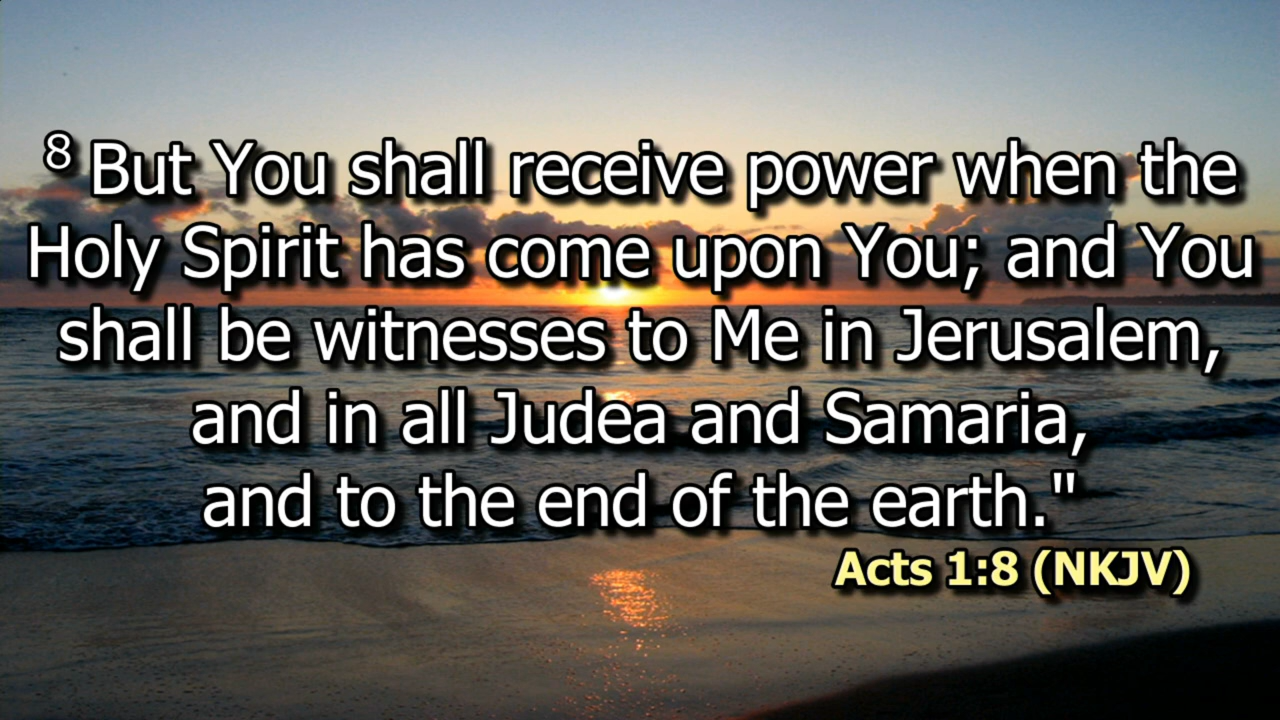 8 But You shall receive power when the
Holy Spirit has come upon You; and You
shall be witnesses to Me in Jerusalem,
and in all Judea and Samaria,
and to the end of the earth."
Acts 1:8 (NKJV)